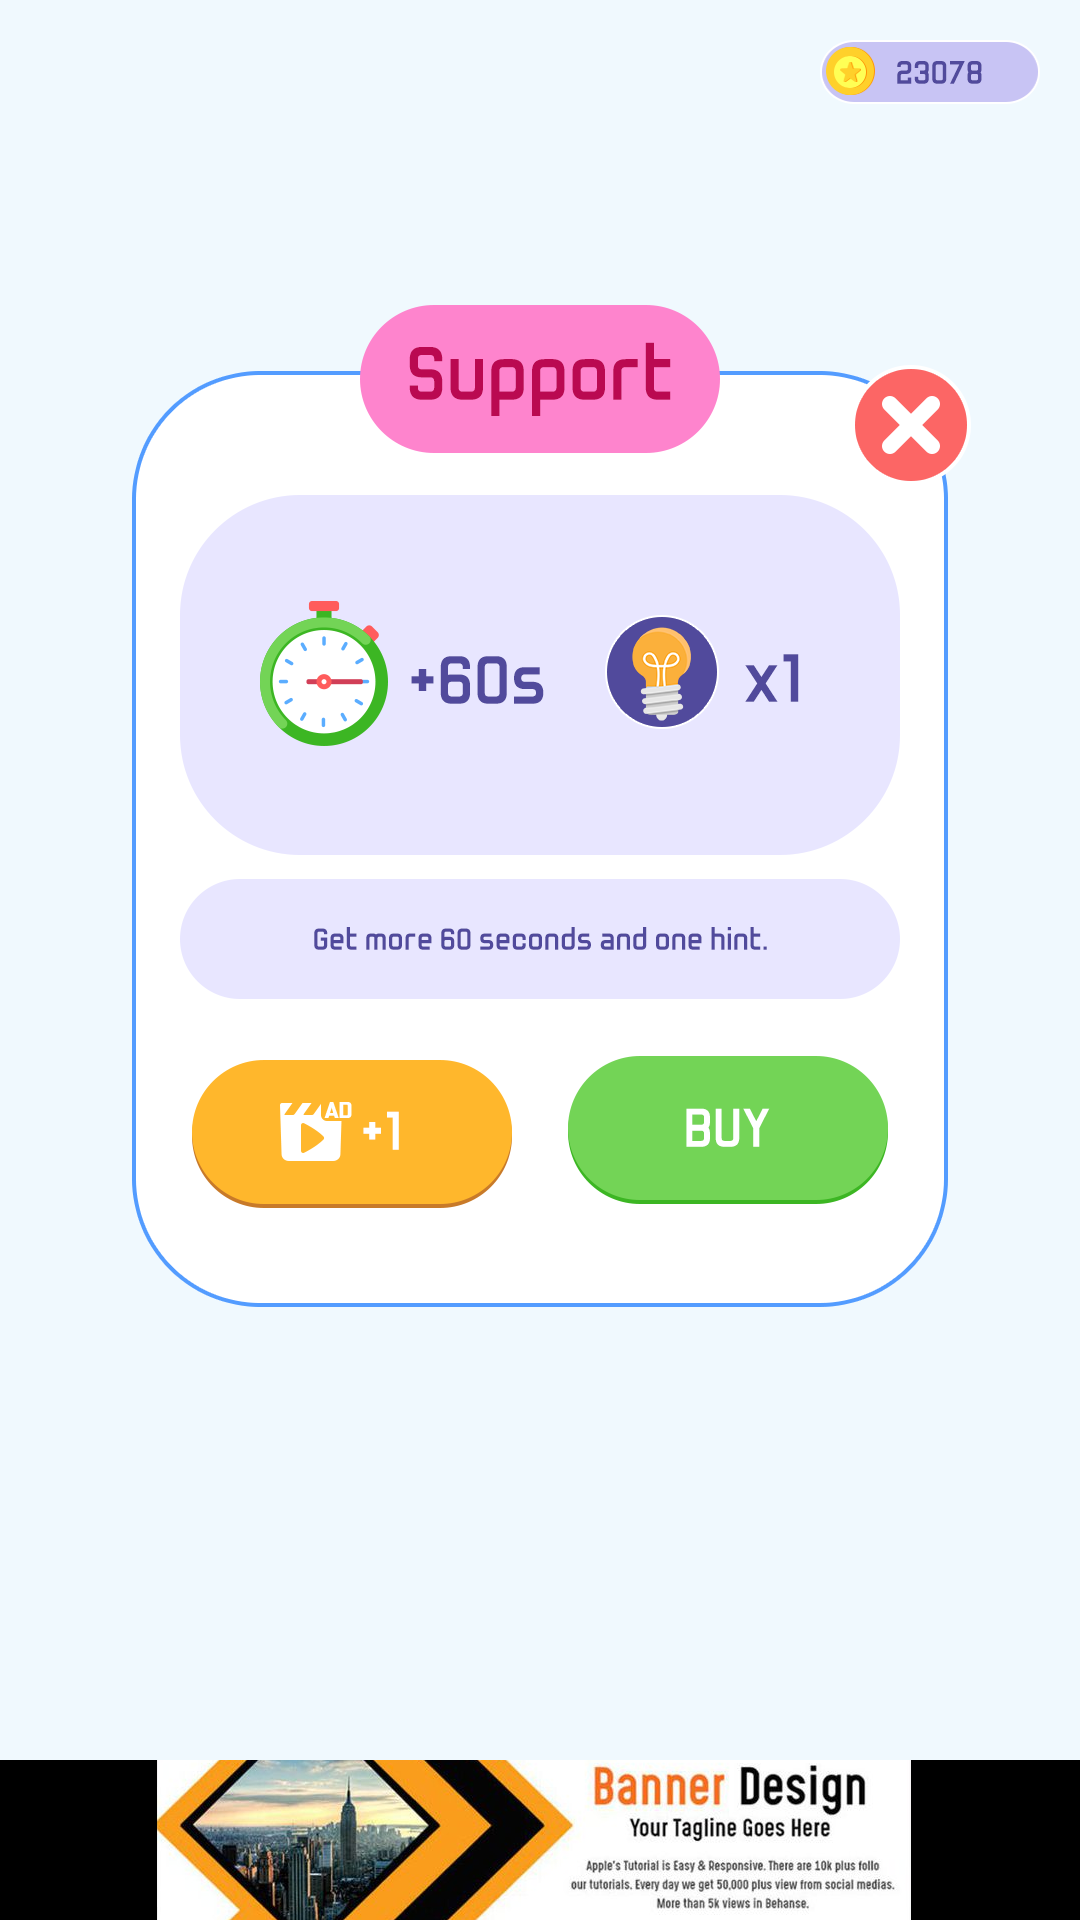 23078
Support
+60s
x1
Get more 60 seconds and one hint.
AD
+1
BUY
Banner Design
Your Tagline Goes Here
Apple's Tutorial is Easy & Responsive. There are 10k plus follo
our tutorials. Every day we get 50,000 plus view from social medias.
More than 5k views in Behanse.